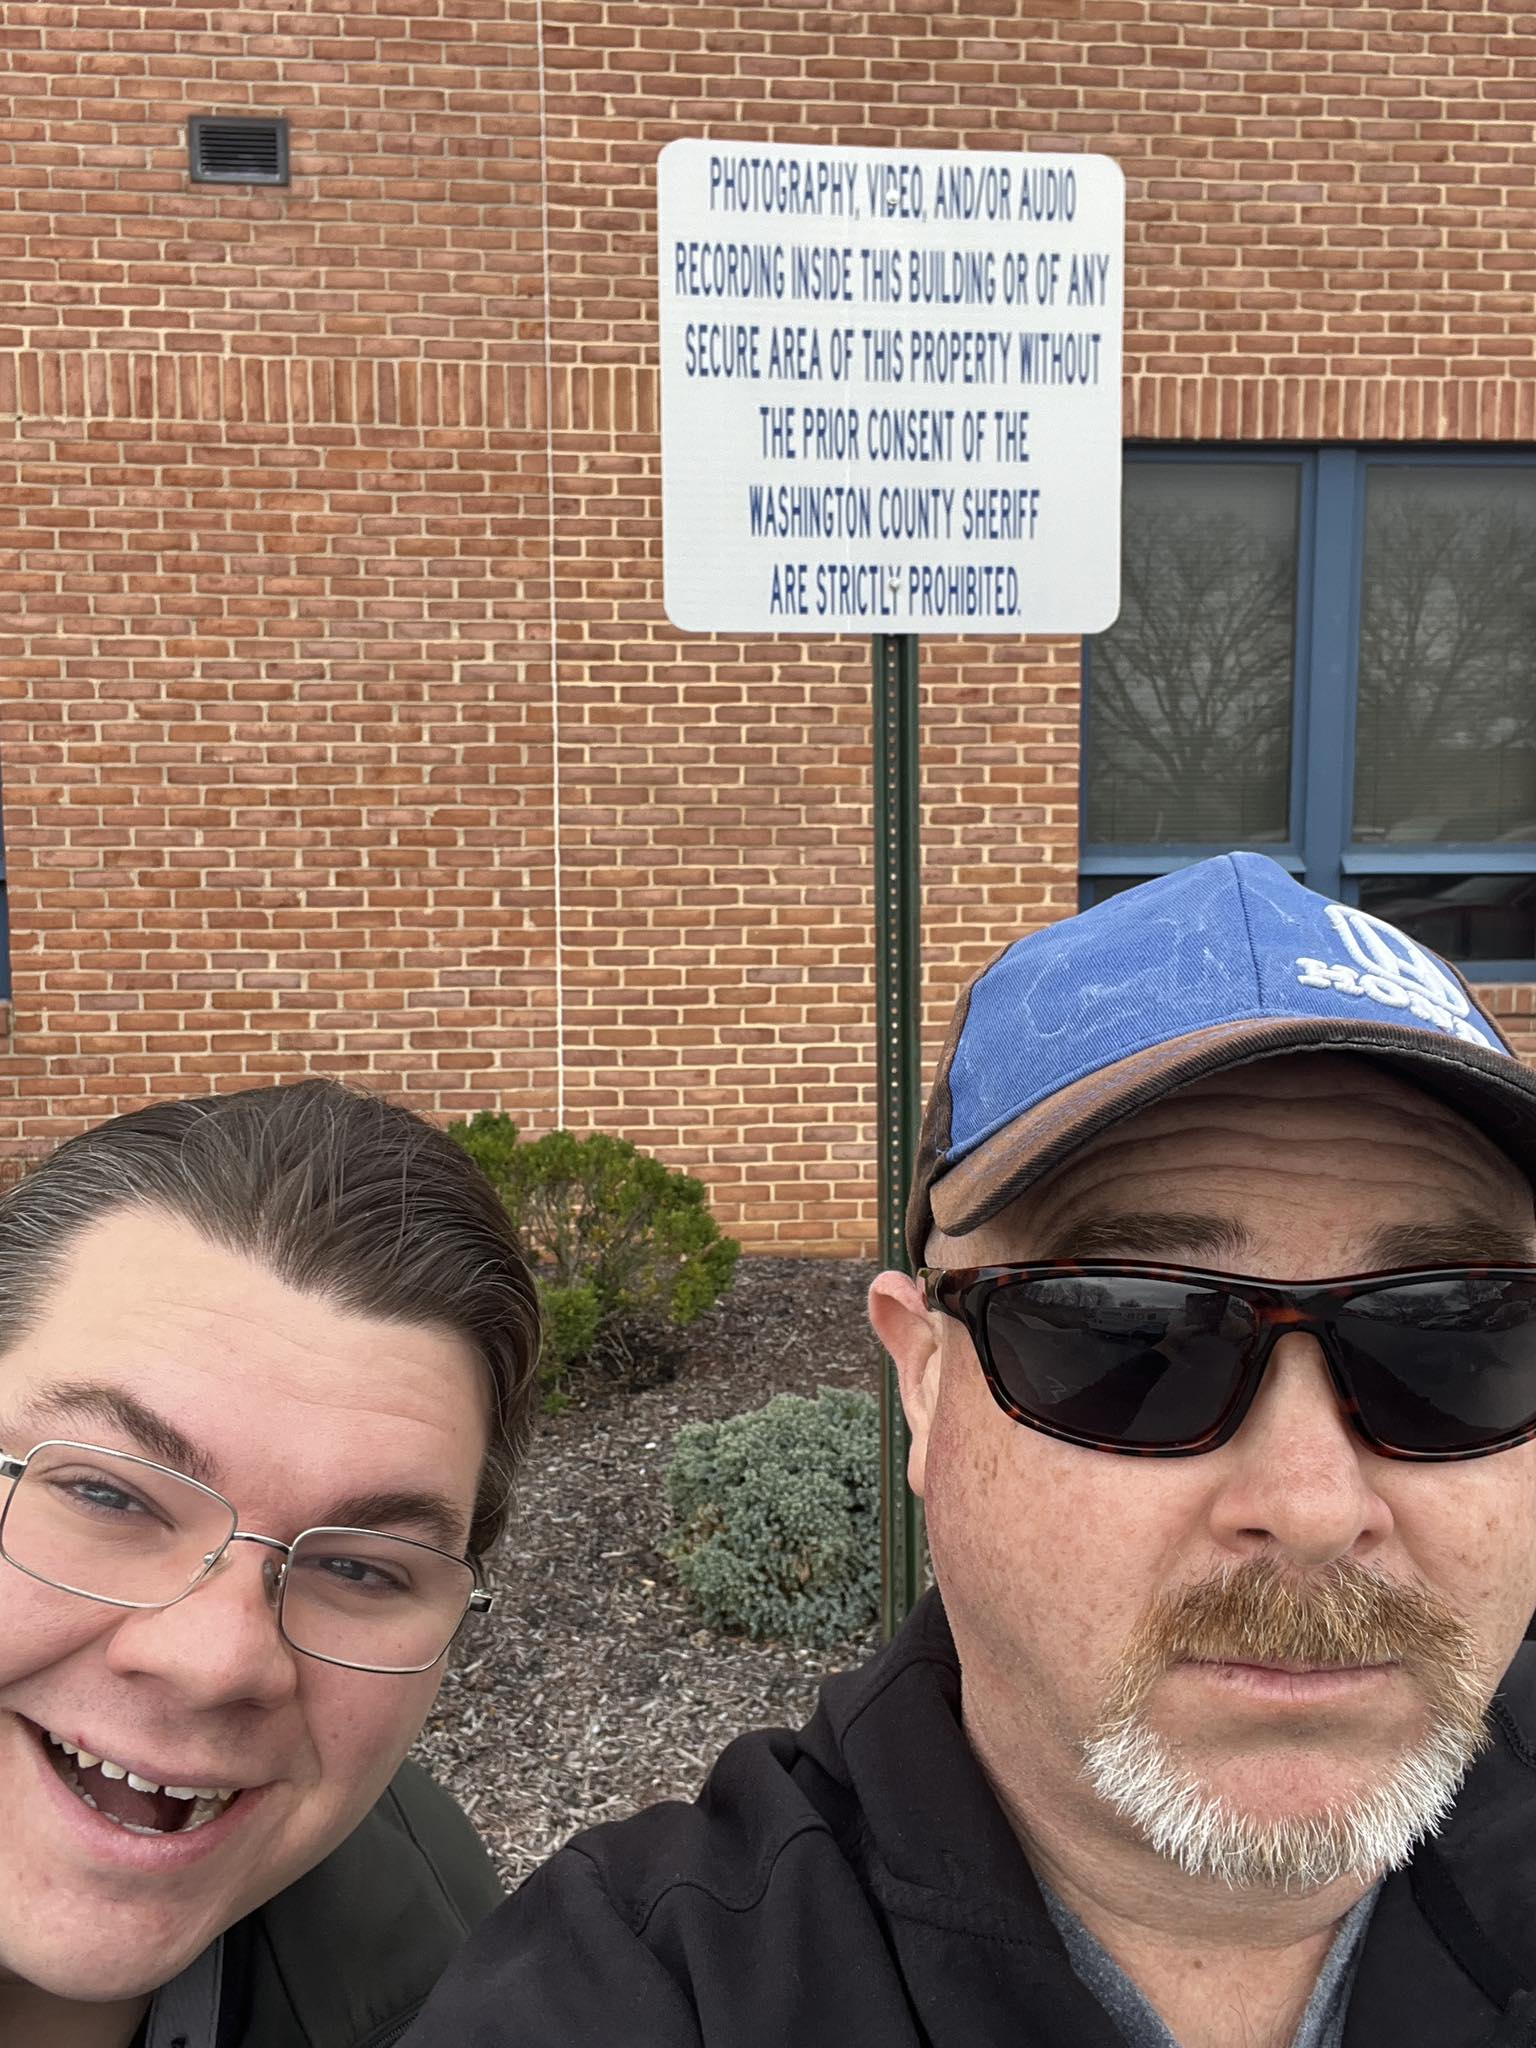 PHOTOGRAPHY, VIDEO, AND/OR AUDIO
RECORDING INSIDE THIS BUILDING OR OF ANY
SECURE AREA OF THIS PROPERTY WITHOUT
THE PRIOR CONSENT OF THE
WASHINGTON COUNTY SHERIFF
ARE STRICTLY PROHIBITED.